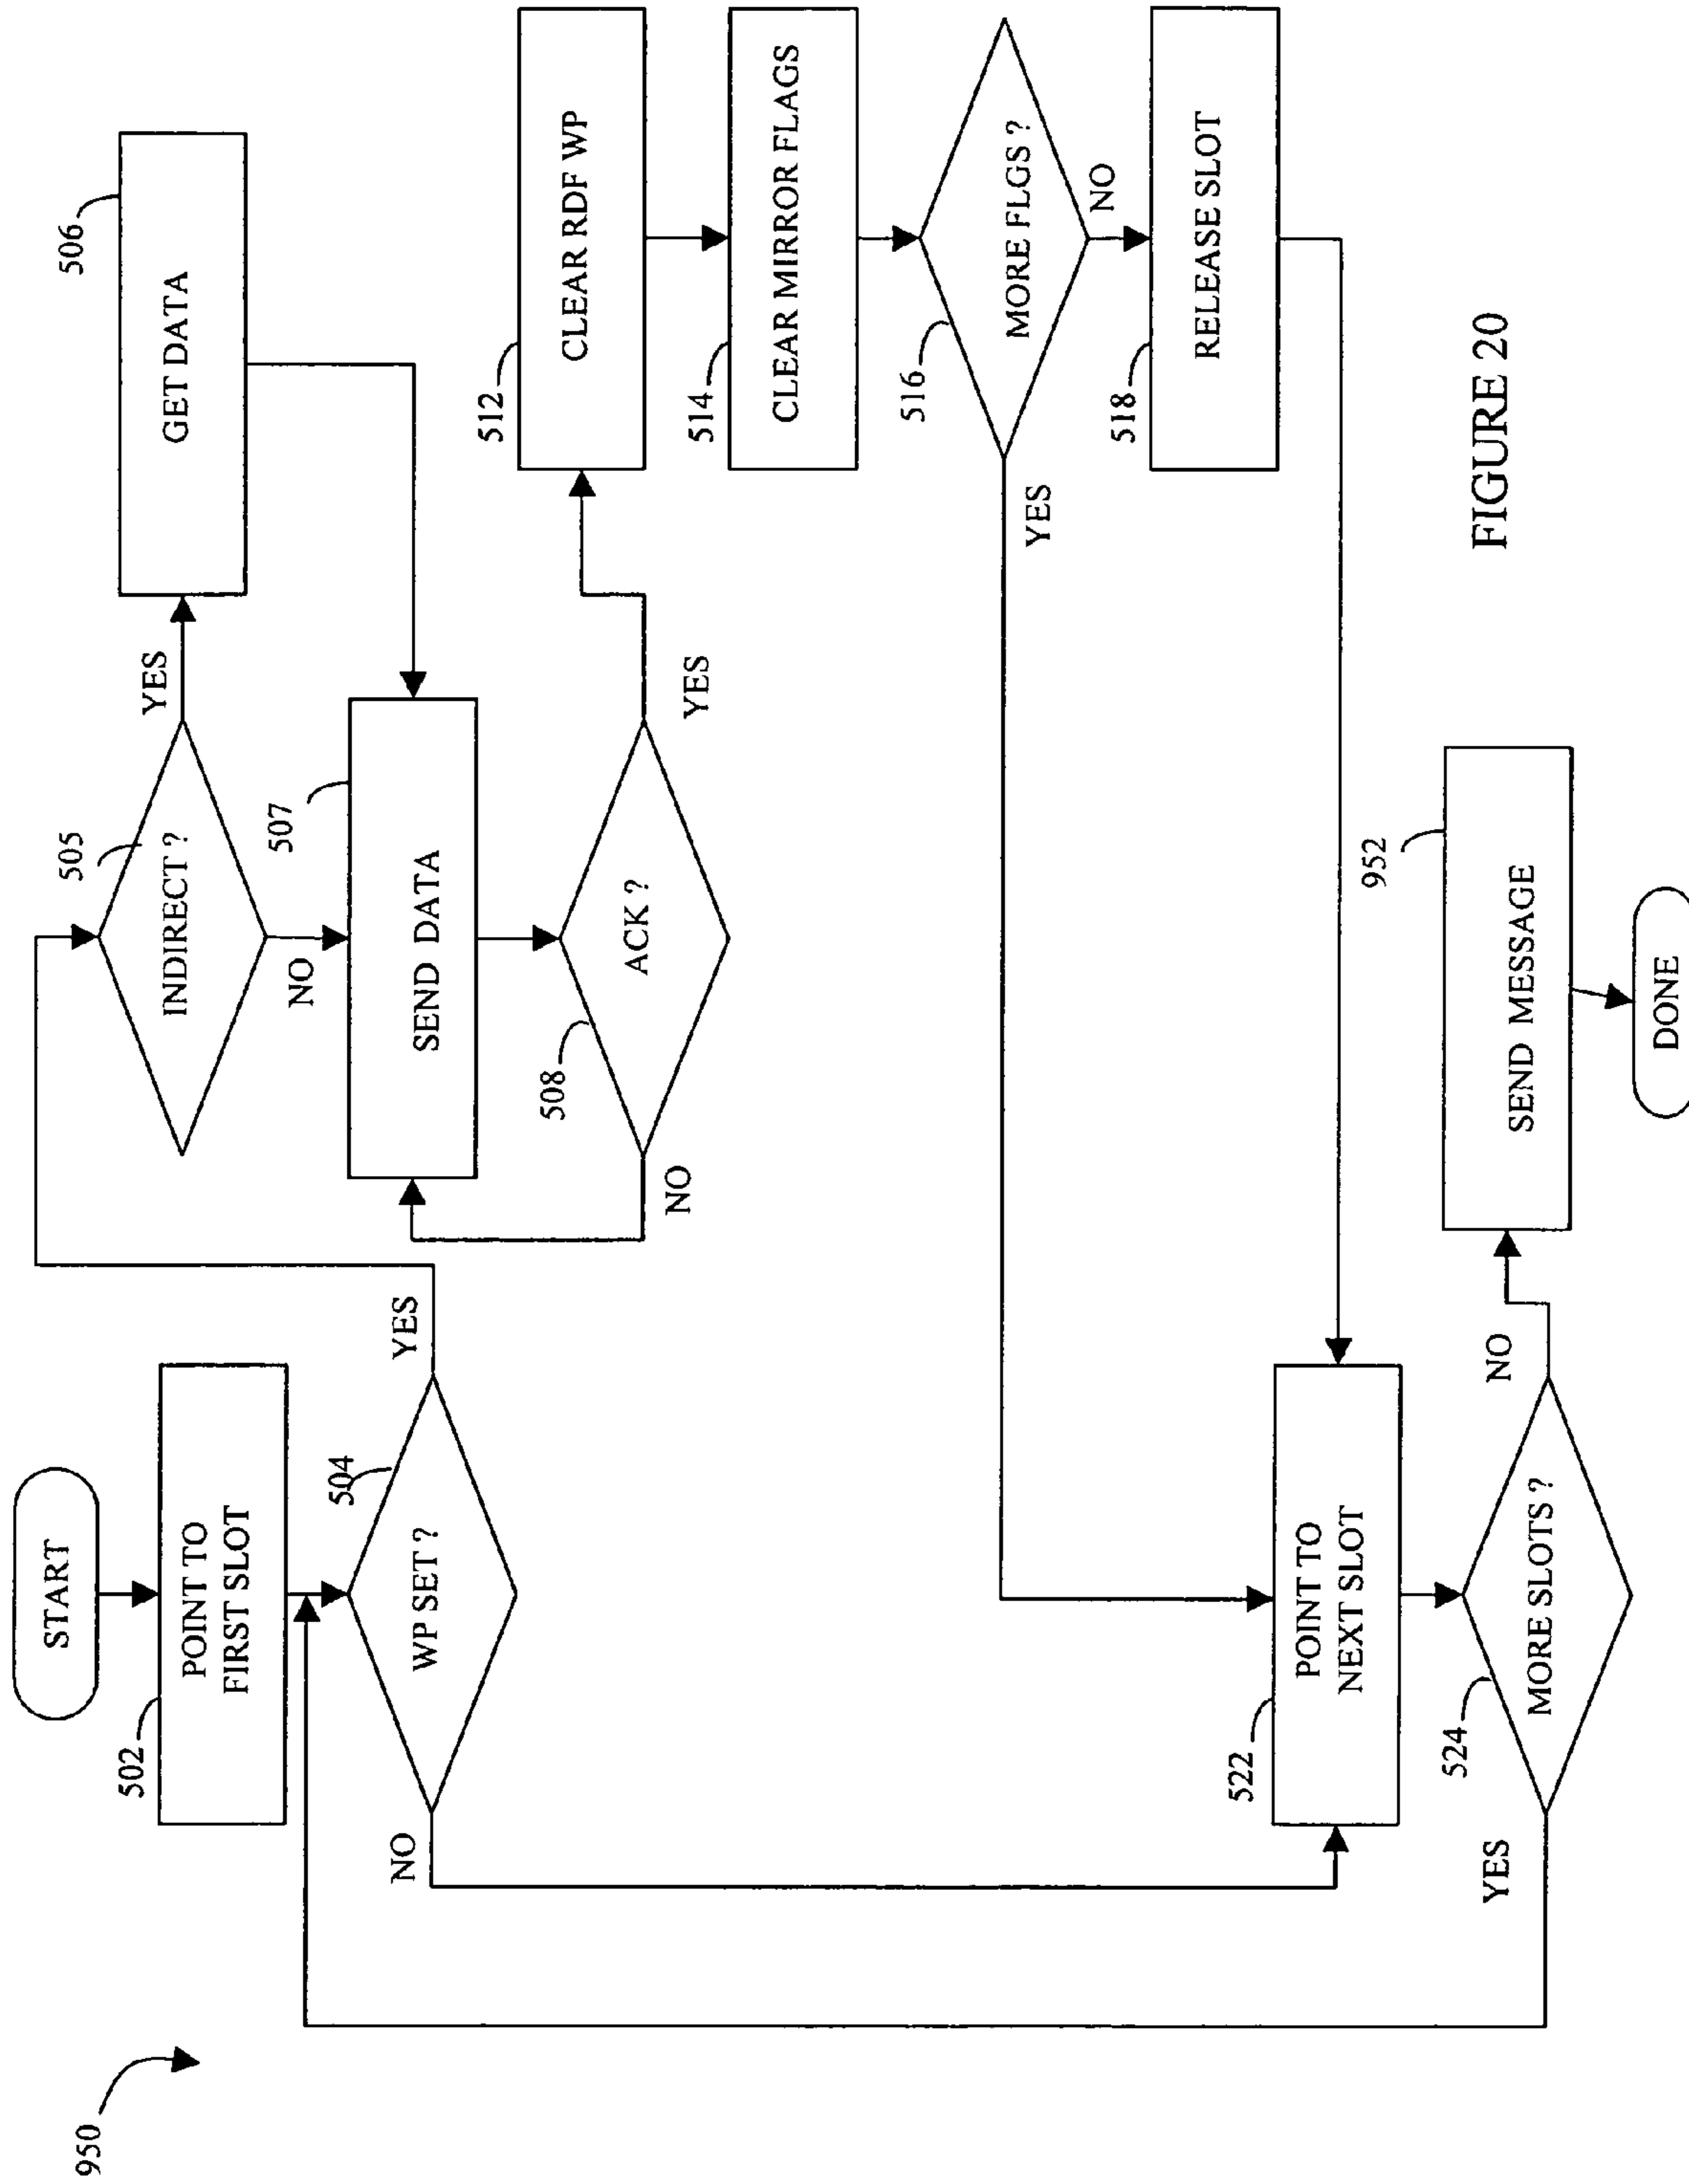 950
START
502
POINT TO
FIRST SLOT
504
WP SET ?
YES
NO
505
INDIRECT ?
YES
NO
506
GET DATA
507
SEND DATA
508
ACK ?
NO
YES
512
CLEAR RDF WP
514
CLEAR MIRROR FLAGS
516
MORE FLGS ?
YES
NO
518
RELEASE SLOT
522
POINT TO
NEXT SLOT
524
MORE SLOTS ?
YES
NO
952
SEND MESSAGE
DONE
FIGURE 20